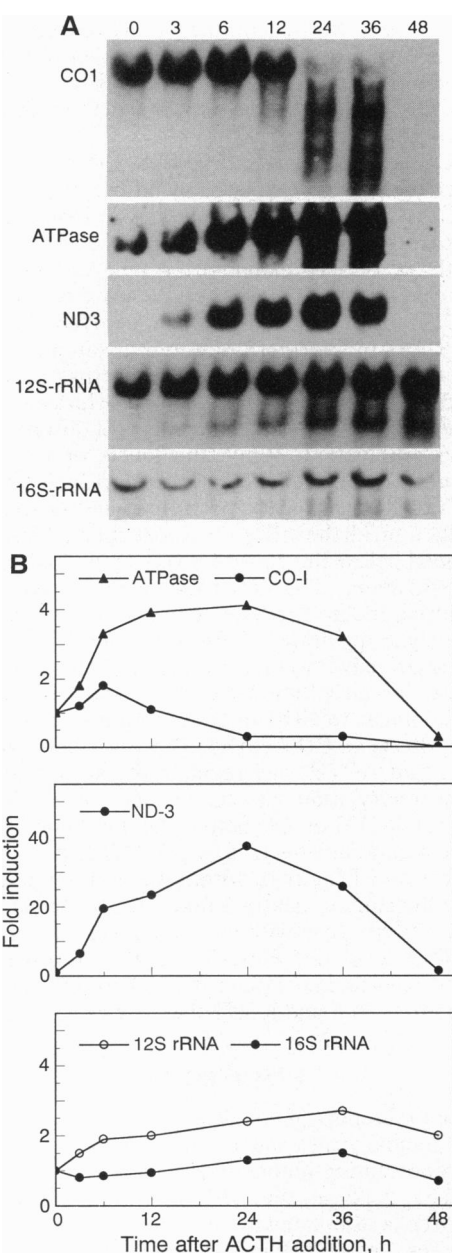 A 0 3 6 12 24 36 48
CO1
ATPase
ND3
12S-rRNA
16S-rRNA
B
ATPase CO-I
4
2
0
ND-3
40
20
0
Fold induction
12S rRNA 16S rRNA
4
2
0
0 12 24 36 48
Time after ACTH addition, h